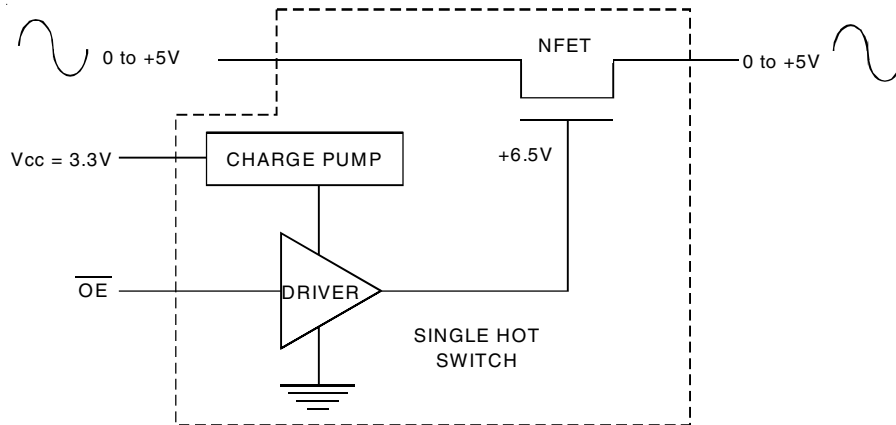 NFET
0 to +5V
0 to +5V
Vcc = 3.3V
CHARGE PUMP
+6.5V
OE
DRIVER
SINGLE HOT
SWITCH